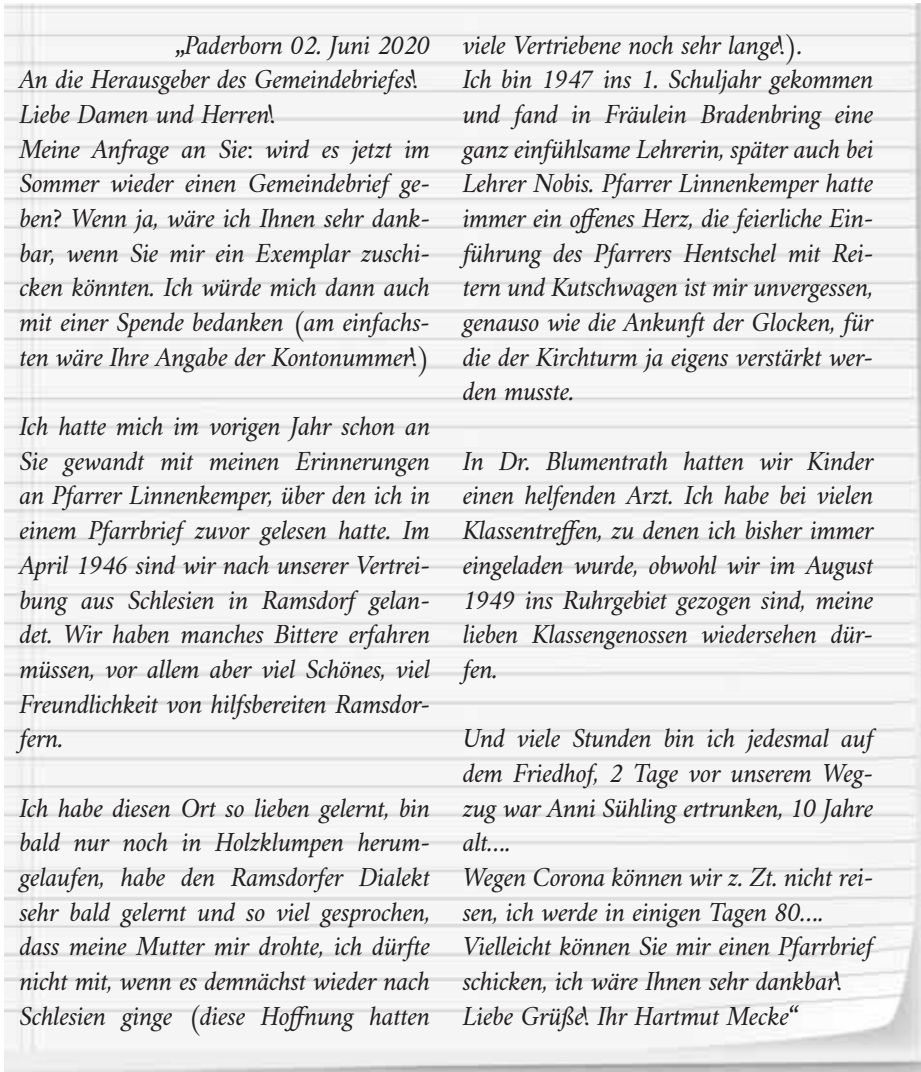 „Paderborn 02. Juni 2020
An die Herausgeber des Gemeindebriefes!
Liebe Damen und Herren!
Meine Anfrage an Sie: wird es jetzt im
Sommer wieder einen Gemeindebrief ge-
ben? Wenn ja, wäre ich Ihnen sehr dank-
bar, wenn Sie mir ein Exemplar zuschi-
cken könnten. Ich würde mich dann auch
mit einer Spende bedanken (am einfachs-
ten wäre Ihre Angabe der Kontonummer!.)
Ich hatte mich im vorigen Jahr schon an
Sie gewandt mit meinen Erinnerungen
an Pfarrer Linnenkemper, über den ich in
einem Pfarrbrief zuvor gelesen hatte. Im
April 1946 sind wir nach unserer Vertrei-
bung aus Schlesien in Ramsdorf gelan-
det. Wir haben manches Bittere erfahren
müssen, vor allem aber viel Schönes, viel
Freundlichkeit von hilfsbereiten Ramsdor-
fern.
Ich habe diesen Ort so lieben gelernt, bin
bald nur noch in Holzklumpen herum-
gelaufen, habe den Ramsdorfer Dialekt
sehr bald gelernt und so viel gesprochen,
dass meine Mutter mir drohte, ich dürfte
nicht mit, wenn es demnächst wieder nach
Schlesien ginge (diese Hoffnung hatten
viele Vertriebene noch sehr lange!).
Ich bin 1947 ins 1. Schuljahr gekommen
und fand in Fräulein Bradenbring eine
ganz einfühlsame Lehrerin, später auch bei
Lehrer Nobis. Pfarrer Linnenkemper hatte
immer ein offenes Herz, die feierliche Ein-
führung des Pfarrers Hentschel mit Rei-
tern und Kutschwagen ist mir unvergessen,
genauso wie die Ankunft der Glocken, für
die der Kirchturm ja eigens verstärkt wer-
den musste.
In Dr. Blumentrath hatten wir Kinder
einen helfenden Arzt. Ich habe bei vielen
Klassentreffen, zu denen ich bisher immer
eingeladen wurde, obwohl wir im August
1949 ins Ruhrgebiet gezogen sind, meine
lieben Klassengenossen wiedersehen dür-
fen.
Und viele Stunden bin ich jedesmal auf
dem Friedhof, 2 Tage vor unserem Weg-
zug war Anni Sühling ertrunken, 10 Jahre
alt....
Wegen Corona können wir z. Zt. nicht rei-
sen, ich werde in einigen Tagen 80....
Vielleicht können Sie mir einen Pfarrbrief
schicken, ich wäre Ihnen sehr dankbar!
Liebe Grüße! Ihr Hartmut Mecke“